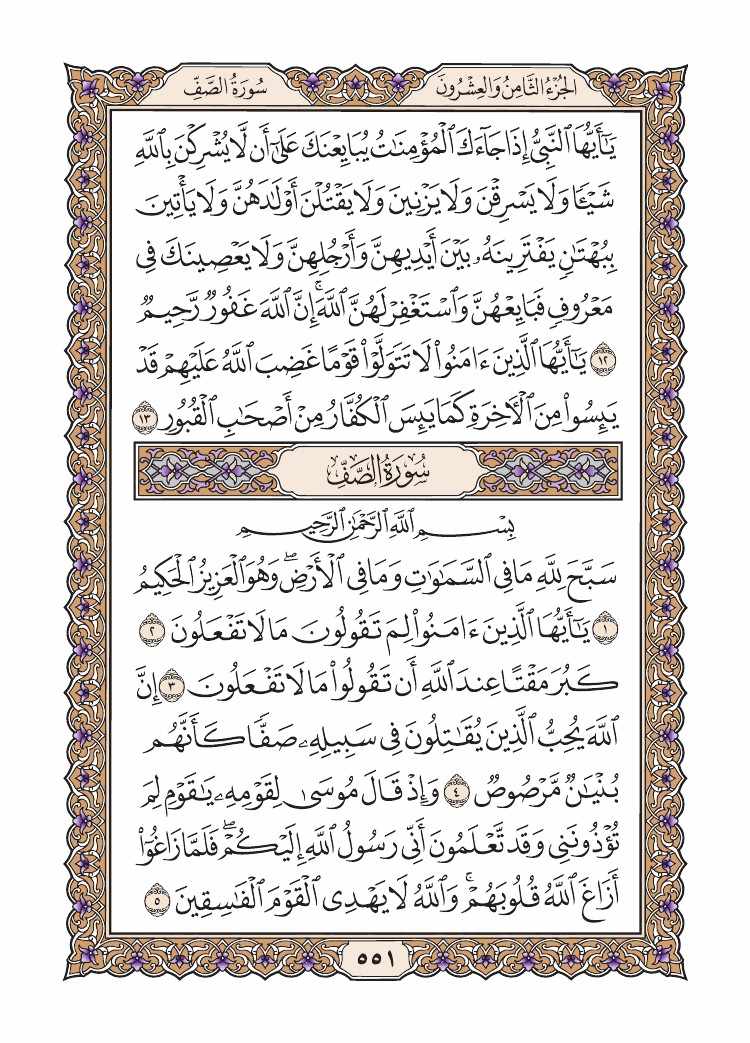 الجُزْءُ الثَّامِنُ وَالعِشْرُونَ
سُورَةُ الصَّفِّ
يَٰٓأَيُّهَا ٱلنَّبِيُّ إِذَا جَآءَكَ ٱلْمُؤْمِنَٰتُ يُبَايِعْنَكَ عَلَىٰٓ أَن لَّا يُشْرِكْنَ بِٱللَّهِ
شَيْـًٔا وَلَا يَسْرِقْنَ وَلَا يَزْنِينَ وَلَا يَقْتُلْنَ أَوْلَٰدَهُنَّ وَلَا يَأْتِينَ
بِبُهْتَٰنٍ يَفْتَرِينَهُۥ بَيْنَ أَيْدِيهِنَّ وَأَرْجُلِهِنَّ وَلَا يَعْصِينَكَ فِى
مَعْرُوفٍ فَبَايِعْهُنَّ وَٱسْتَغْفِرْ لَهُنَّ ٱللَّهَ ۚ إِنَّ ٱللَّهَ غَفُورٌ رَّحِيمٌ
١٢ يَٰٓأَيُّهَا ٱلَّذِينَ ءَامَنُوا۟ لَا تَتَوَلَّوْا۟ قَوْمًا غَضِبَ ٱللَّهُ عَلَيْهِمْ قَدْ
يَئِسُوا۟ مِنَ ٱلْءَاخِرَةِ كَمَا يَئِسَ ٱلْكُفَّارُ مِنْ أَصْحَٰبِ ٱلْقُبُورِ ١٣
سُورَةُ الصَّفِّ
بِسْمِ ٱللَّهِ ٱلرَّحْمَٰنِ ٱلرَّحِيمِ
سَبَّحَ لِلَّهِ مَا فِى ٱلسَّمَٰوَٰتِ وَمَا فِى ٱلْأَرْضِ ۖ وَهُوَ ٱلْعَزِيزُ ٱلْحَكِيمُ
١ يَٰٓأَيُّهَا ٱلَّذِينَ ءَامَنُوا۟ لِمَ تَقُولُونَ مَا لَا تَفْعَلُونَ ٢
كَبُرَ مَقْتًا عِندَ ٱللَّهِ أَن تَقُولُوا۟ مَا لَا تَفْعَلُونَ ٣ إِنَّ
ٱللَّهَ يُحِبُّ ٱلَّذِينَ يُقَٰتِلُونَ فِى سَبِيلِهِۦ صَفًّا كَأَنَّهُم
بُنْيَٰنٌ مَّرْصُوصٌ ٤ وَإِذْ قَالَ مُوسَىٰ لِقَوْمِهِۦ يَٰقَوْمِ لِمَ
تُؤْذُونَنِى وَقَد تَّعْلَمُونَ أَنِّى رَسُولُ ٱللَّهِ إِلَيْكُمْ ۖ فَلَمَّا زَاغُوٓا۟
أَزَاغَ ٱللَّهُ قُلُوبَهُمْ ۚ وَٱللَّهُ لَا يَهْدِى ٱلْقَوْمَ ٱلْفَٰسِقِينَ ٥
٥٥١